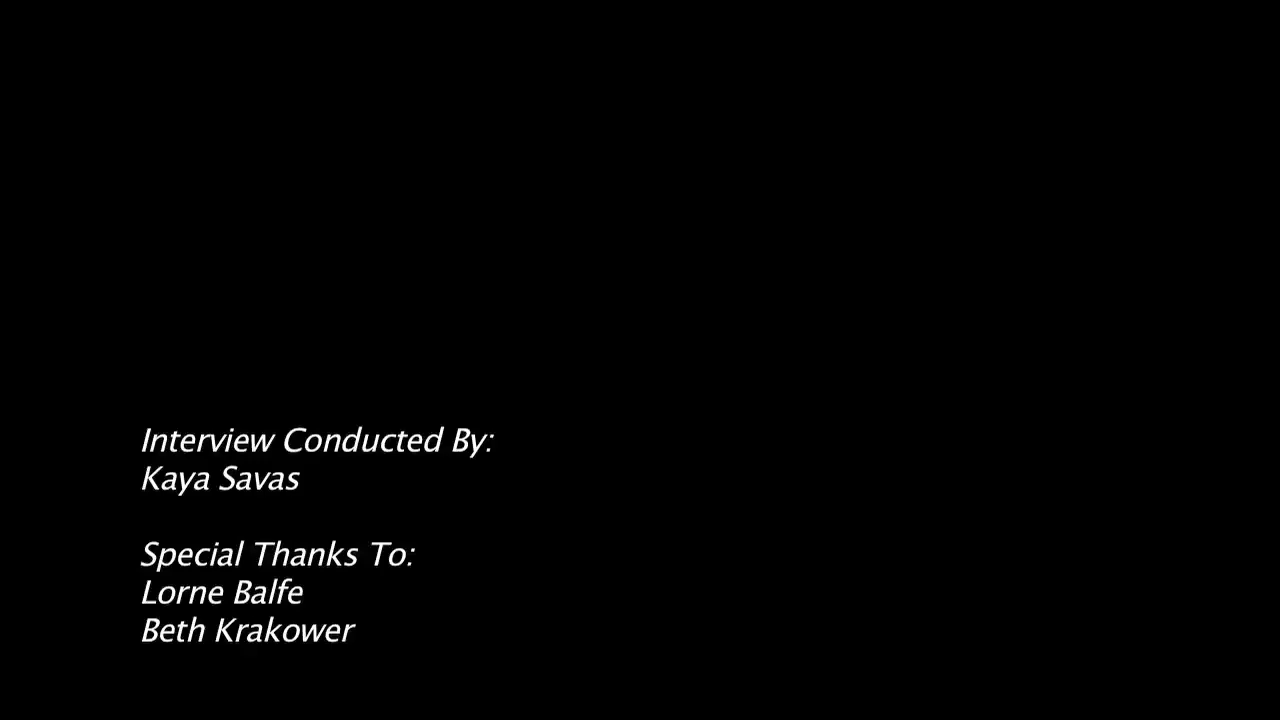 Interview Conducted By:
Kaya Savas
Special Thanks To:
Lorne Balfe
Beth Krakower